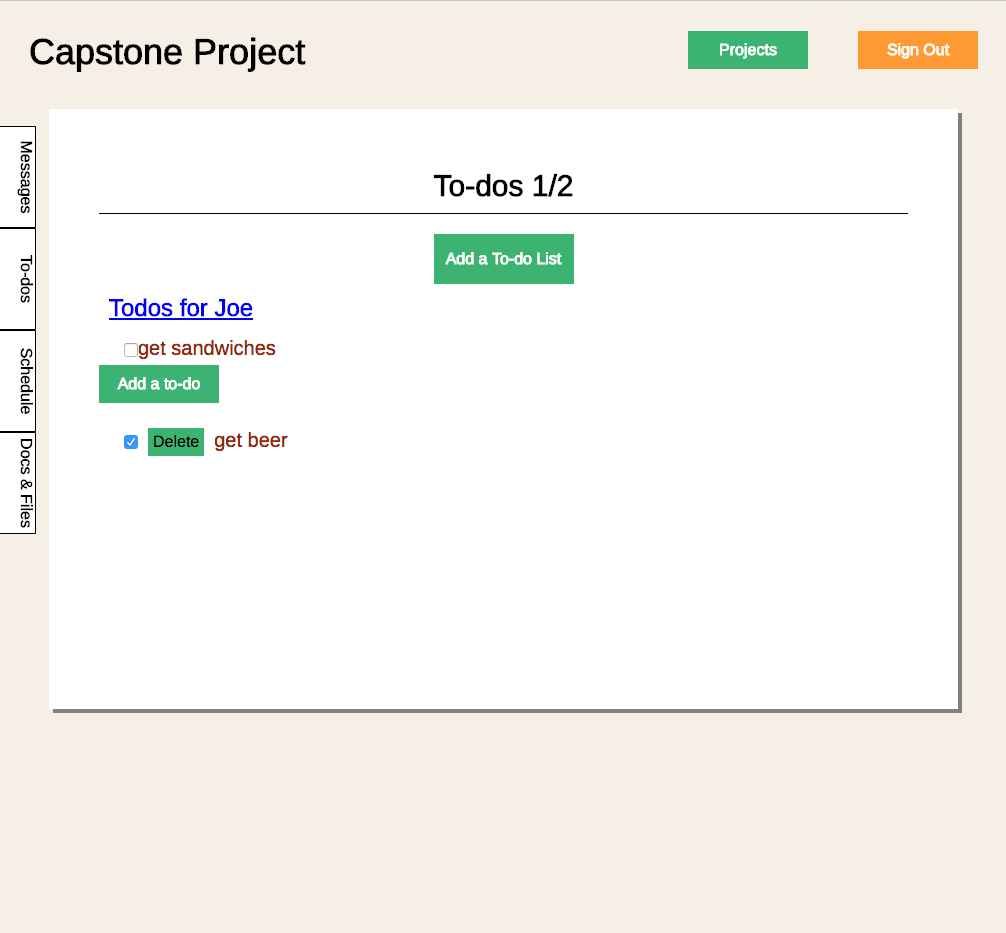 Capstone Project
Projects
Sign Out
Messages
To-dos
Schedule
Docs & Files
To-dos 1/2
Add a To-do List
Todos for Joe
get sandwiches
Add a to-do
Delete get beer